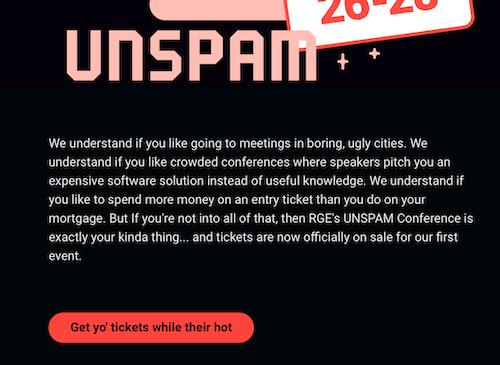 26-28
UNSPAM
We understand if you like going to meetings in boring, ugly cities. We
understand if you like crowded conferences where speakers pitch you an
expensive software solution instead of useful knowledge. We understand if
you like to spend more money on an entry ticket than you do on your
mortgage. But If you're not into all of that, then RGE's UNSPAM Conference is
exactly your kinda thing... and tickets are now officially on sale for our first
event.
Get yo' tickets while their hot